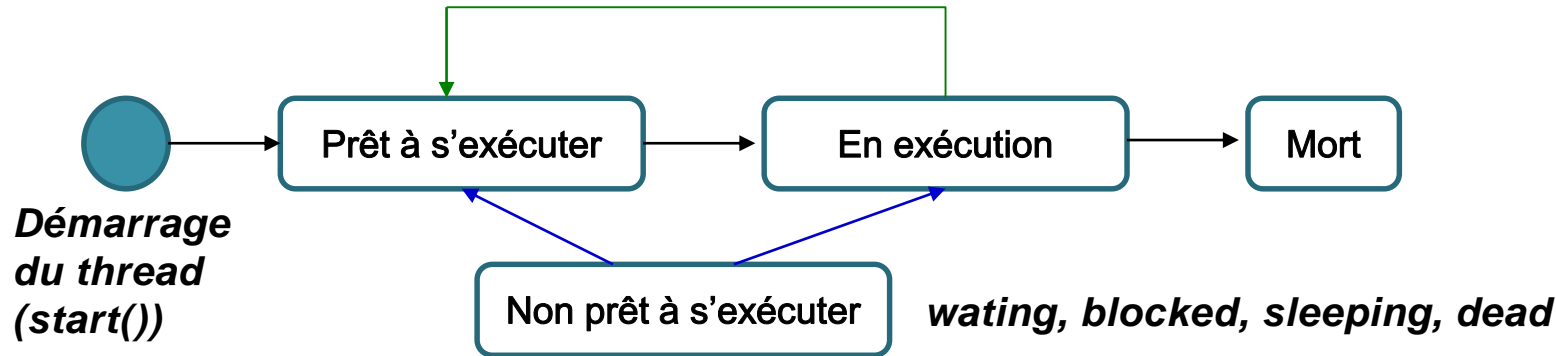 Prêt à s’exécuter
En exécution
Mort
Démarrage
du thread
(start())
Non prêt à s’exécuter
wating, blocked, sleeping, dead